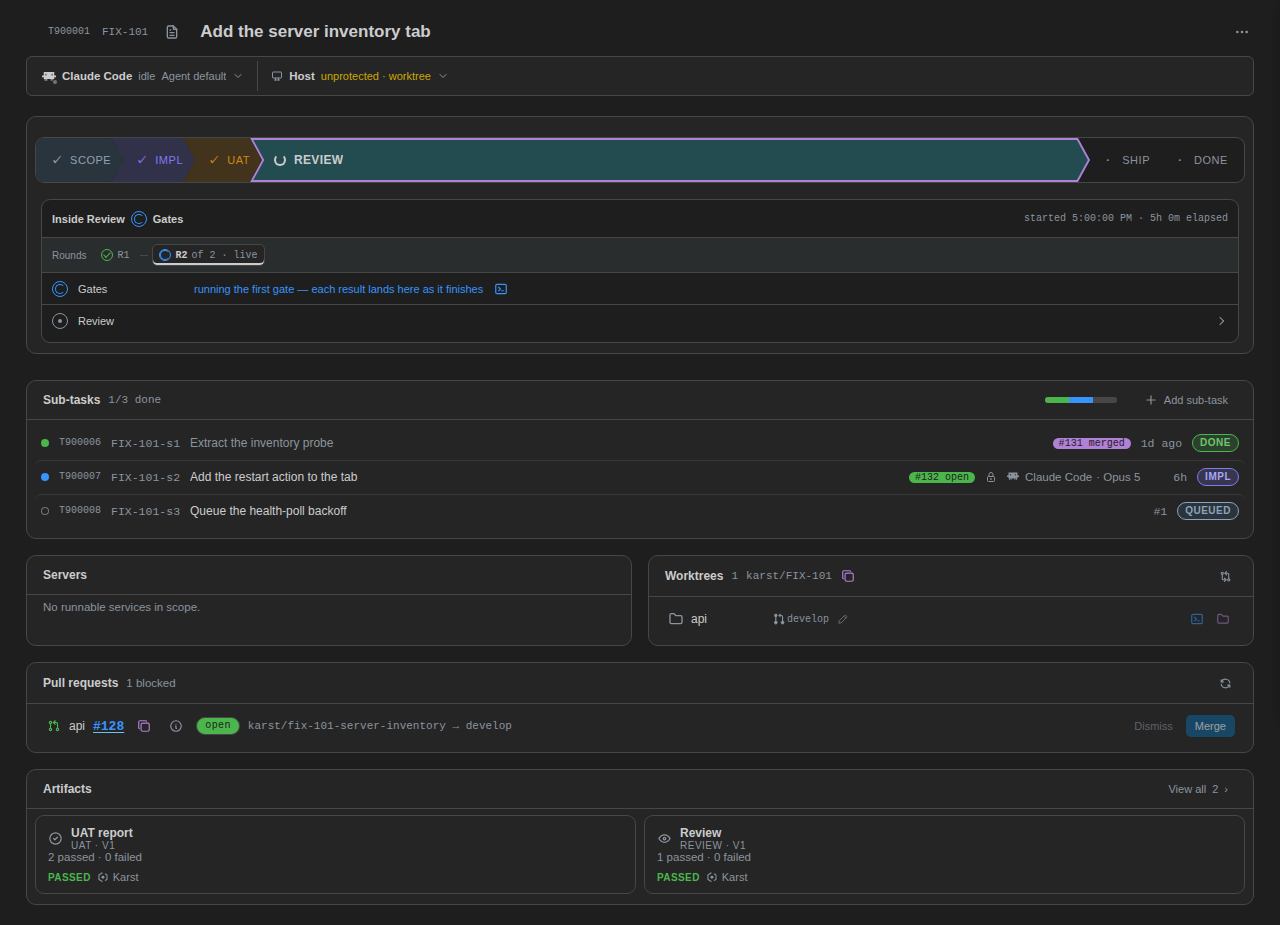 T900001 FIX-101 Add the server inventory tab
Claude Code idle Agent default Host unprotected · worktree
SCOPE IMPL UAT REVIEW · SHIP · DONE
Inside Review Gates started 5:00:00 PM · 5h 0m elapsed
Rounds R1 — R2 of 2 · live
Gates running the first gate — each result lands here as it finishes
Review
Sub-tasks 1/3 done Add sub-task
T900006 FIX-101-s1 Extract the inventory probe #131 merged 1d ago DONE
T900007 FIX-101-s2 Add the restart action to the tab #132 open Claude Code · Opus 5 6h IMPL
T900008 FIX-101-s3 Queue the health-poll backoff #1 QUEUED
Servers
No runnable services in scope.
Worktrees 1 karst/FIX-101
api develop
Pull requests 1 blocked
api #128 open karst/fix-101-server-inventory → develop Dismiss Merge
Artifacts View all 2 ›
UAT report
UAT · V1
2 passed · 0 failed
PASSED Karst
Review
REVIEW · V1
1 passed · 0 failed
PASSED Karst